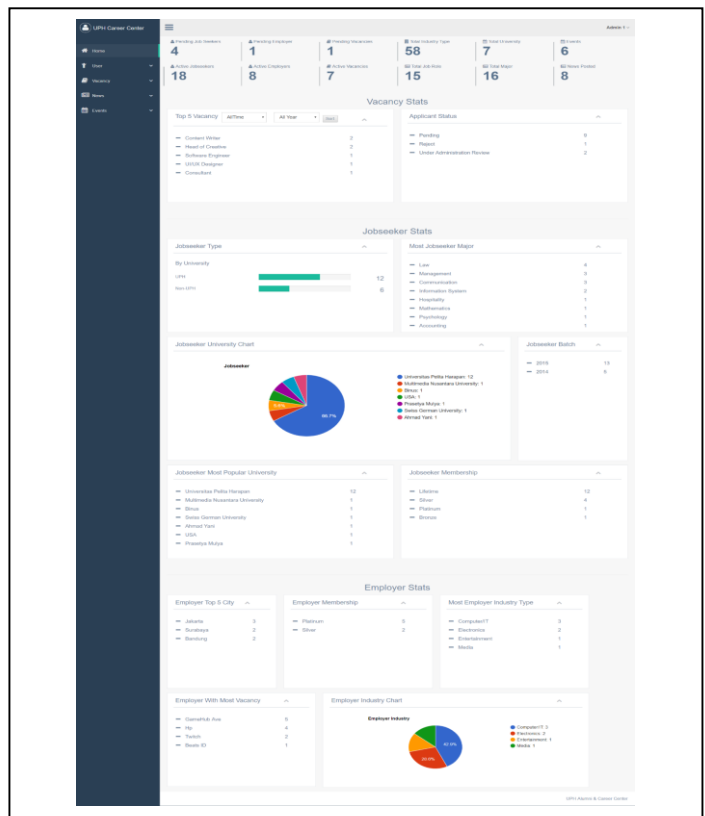 UPH Career Center
Admin 1
Home
User
Vacancy
News
Events
Pending Job Seekers
4
Pending Employer
1
Pending Vacancies
1
Total Industry Type
58
Total University
7
Events
6
Active Jobseekers
18
Active Employers
8
Active Vacancies
7
Total Job Role
15
Total Major
16
News Posted
8
Vacancy Stats
Top 5 Vacancy AllTime All Year
Content Writer 2
Head of Creative 2
Software Engineer 1
UI/UX Designer 1
Consultant 1
Applicant Status
Pending 6
Reject 1
Under Administration Review 2
Jobseeker Stats
Jobseeker Type
By University
UPH 12
Non-UPH 6
Most Jobseeker Major
Law 4
Management 3
Communication 3
Information System 2
Hospitality 1
Mathematics 1
Psychology 1
Accounting 1
Jobseeker University Chart
Jobseeker
66.7%
Universitas Pelita Harapan: 12
Multimedia Nusantara University: 1
Binus: 1
USA: 1
Prasetya Mulya: 1
Swiss German University: 1
Ahmad Yani: 1
Jobseeker Batch
13
5
Jobseeker Most Popular University
Universitas Pelita Harapan 12
Multimedia Nusantara University 1
Binus 1
Swiss German University 1
Ahmad Yani 1
USA 1
Prasetya Mulya 1
Jobseeker Membership
Lifetime 12
Silver 4
Platinum 1
Bronze 1
Employer Stats
Employer Top 5 City
Jakarta 3
Surabaya 2
Bandung 2
Employer Membership
Platinum
Silver 2
Most Employer Industry Type
Computer/IT 3
Electronics 2
Entertainment 1
Media 1
Employer With Most Vacancy
GameHub Eve
Hp 4
Twitch 2
Beats ID 1
Employer Industry Chart
Employer Industry
Computer/IT: 3
Electronics: 2
Entertainment: 1
Media: 1
UPH Alumni & Career Center